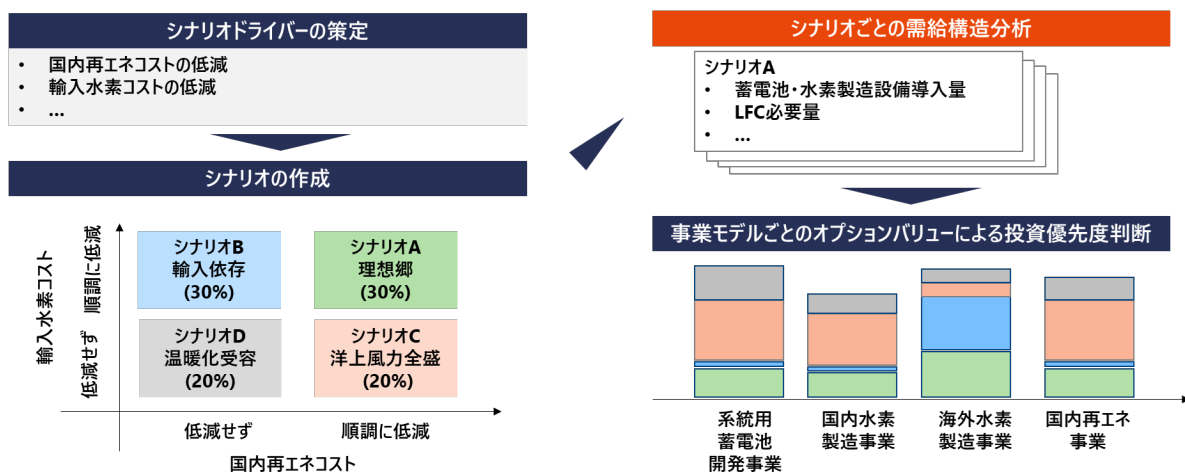 シナリオドライバーの策定
• 国内再エネコストの低減
• 輸入水素コストの低減
• …
シナリオの作成
輸入水素コスト
順調に低減
低減せず
シナリオB
輸入依存
(30%)
シナリオA
理想郷
(30%)
シナリオD
温暖化受容
(20%)
シナリオC
洋上風力全盛
(20%)
低減せず
順調に低減
国内再エネコスト
シナリオごとの需給構造分析
シナリオA
• 蓄電池・水素製造設備導入量
• LFC必要量
• …
事業モデルごとのオプションバリューによる投資優先度判断
系統用
蓄電池
開発事業
国内水素
製造事業
海外水素
製造事業
国内再エネ
事業